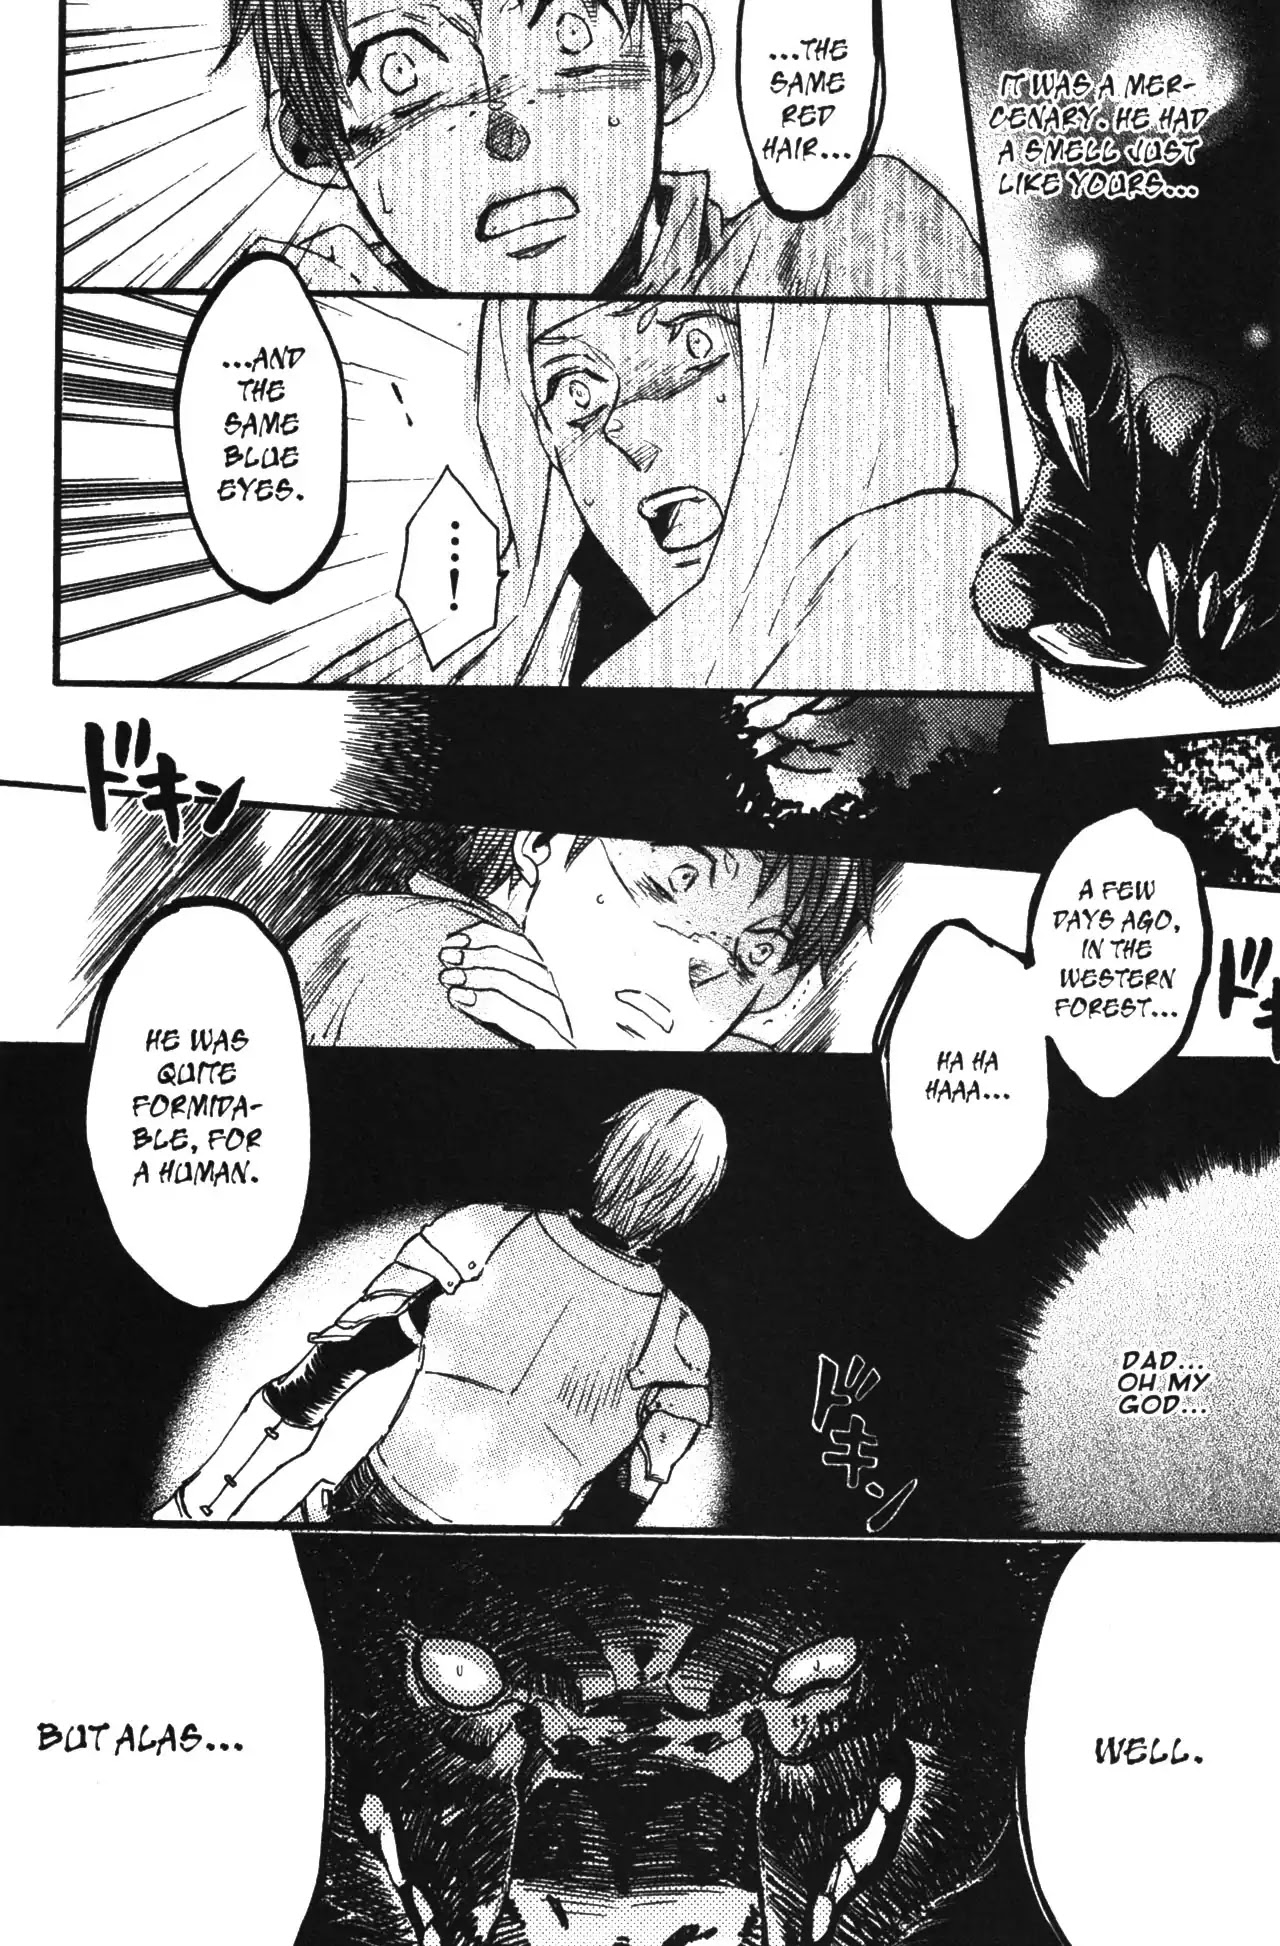 IT WAS A MER-
CENARY. HE HAD
A SMELL JUST
LIKE YOURS...
...THE
SAME
RED
HAIR...
...AND
THE
SAME
BLUE
EYES.
....!
ドキン
A FEW
DAYS AGO,
IN THE
WESTERN
FOREST...
HA HA
HAAA...
ドキ
HE WAS
QUITE
FORMIDA-
BLE, FOR
A HUMAN.
DAD...
OH MY
GOD...
ドキン
WELL.
BUT ALAS...